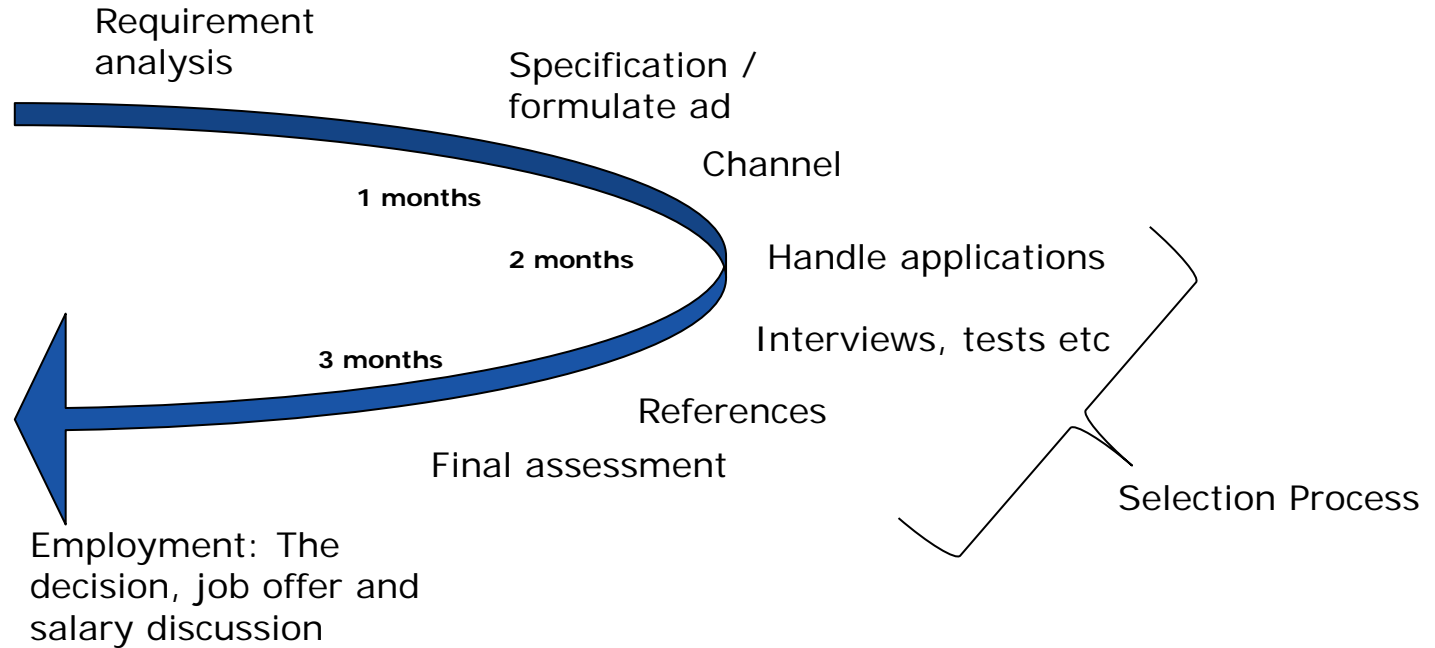 Requirement
analysis
Specification /
formulate ad
Channel
1 months
2 months
Handle applications
Interviews, tests etc
3 months
References
Final assessment
Selection Process
Employment: The
decision, job offer and
salary discussion